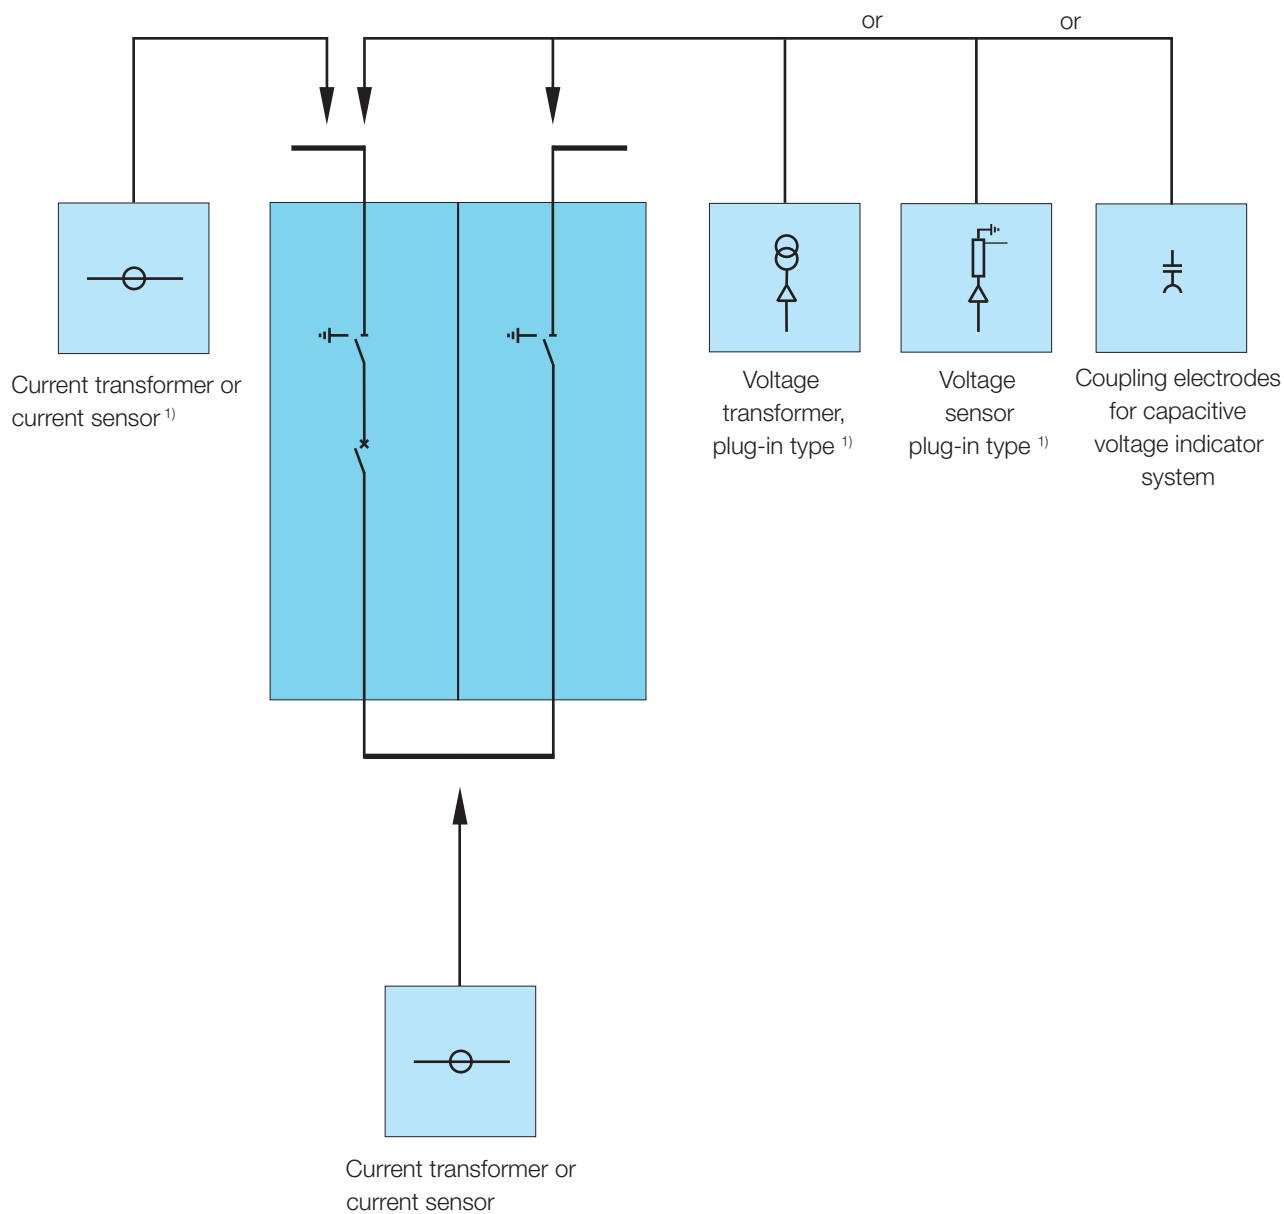 or
or
Current transformer or
current sensor 1)
Voltage
transformer,
plug-in type 1)
Voltage
sensor
plug-in type 1)
Coupling electrodes
for capacitive
voltage indicator
system
Current transformer or
current sensor